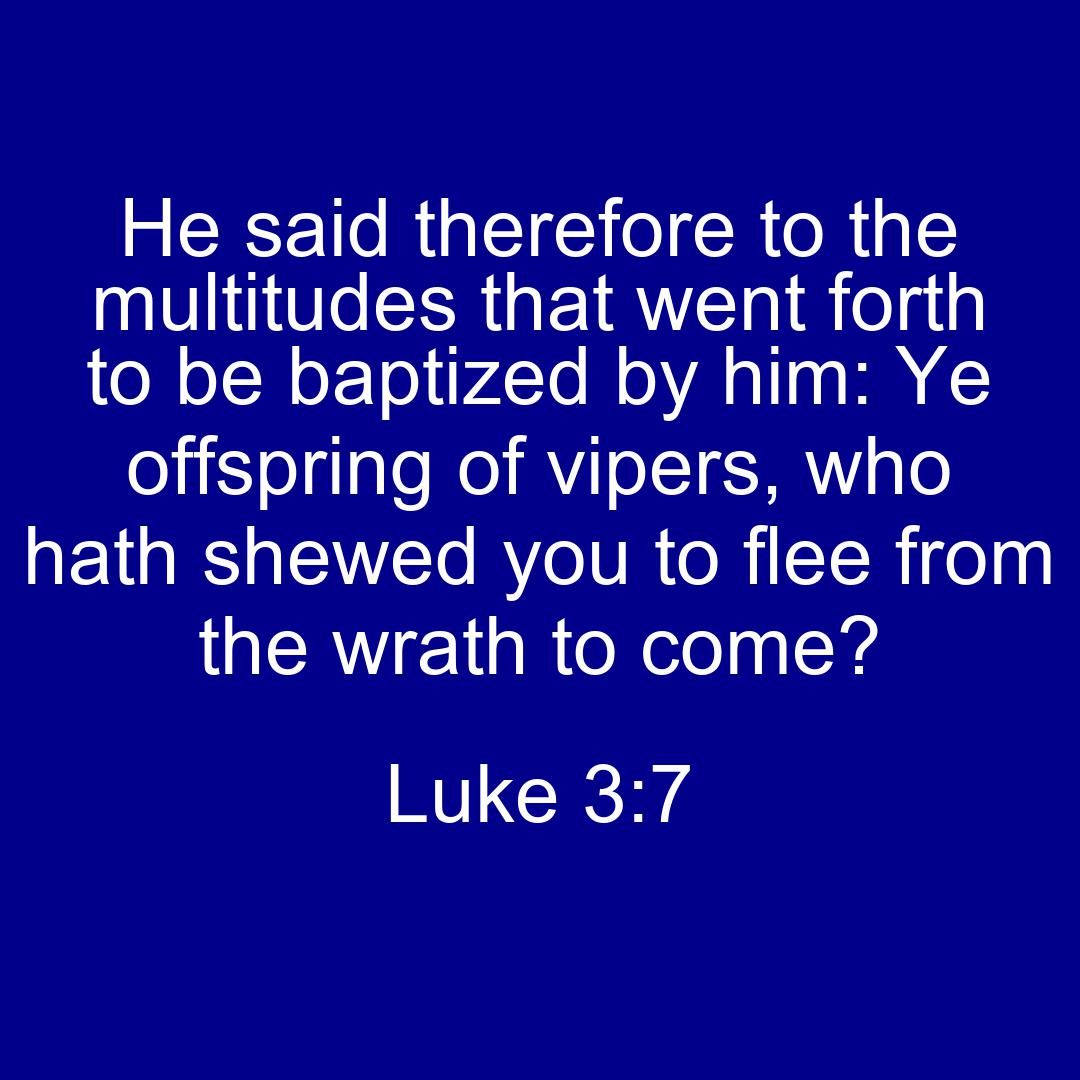 He said therefore to the
multitudes that went forth
to be baptized by him: Ye
offspring of vipers, who
hath shewed you to flee from
the wrath to come?
Luke 3:7